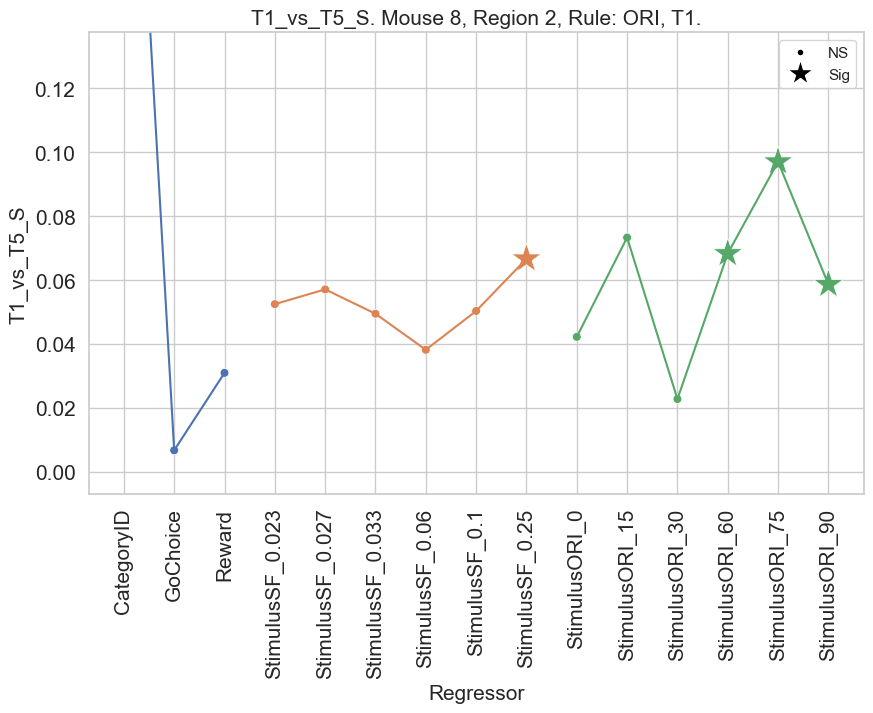 T1_vs_T5_S. Mouse 8, Region 2, Rule: ORI, T1.
NS
Sig
T1_vs_T5_S
0.12
0.10
0.08
0.06
0.04
0.02
0.00
CategoryID
GoChoice
Reward
StimulusSF_0.023
StimulusSF_0.027
StimulusSF_0.033
StimulusSF_0.06
StimulusSF_0.1
StimulusSF_0.25
StimulusORI_0
StimulusORI_15
StimulusORI_30
StimulusORI_60
StimulusORI_75
StimulusORI_90
Regressor